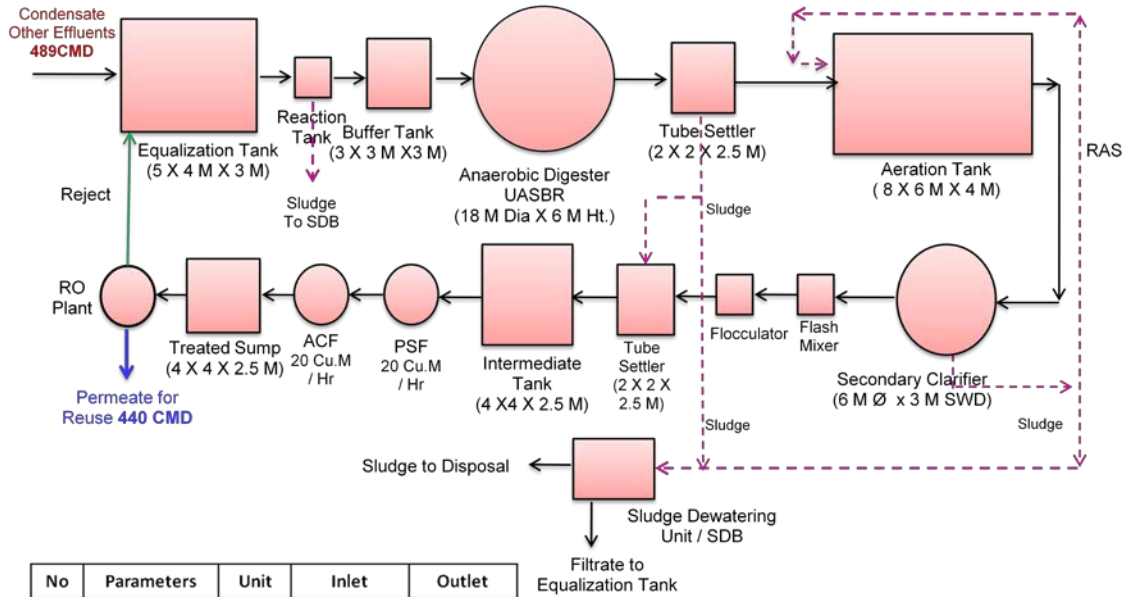 Condensate
Other Effluents
489CMD
Equalization Tank
(5 X 4 M X 3 M)
Reaction
Tank
Buffer Tank
(3 X 3 M X3 M)
Anaerobic Digester
UASBR
(18 M Dia X 6 M Ht.)
Tube Settler
(2 X 2 X 2.5 M)
Aeration Tank
( 8 X 6 M X 4 M)
RAS
Reject
Sludge
To SDB
Sludge
RO
Plant
Treated Sump
(4 X 4 X 2.5 M)
ACF
20 Cu.M
/ Hr
PSF
20 Cu.M
/ Hr
Intermediate
Tank
(4 X4 X 2.5 M)
Tube
Settler
(2 X 2 X
2.5 M)
Flocculator
Flash
Mixer
Secondary Clarifier
(6 M Ø x 3 M SWD)
Permeate for
Reuse 440 CMD
Sludge
Sludge
Sludge to Disposal
Sludge Dewatering
Unit / SDB
Filtrate to
Equalization Tank
No Parameters Unit Inlet Outlet